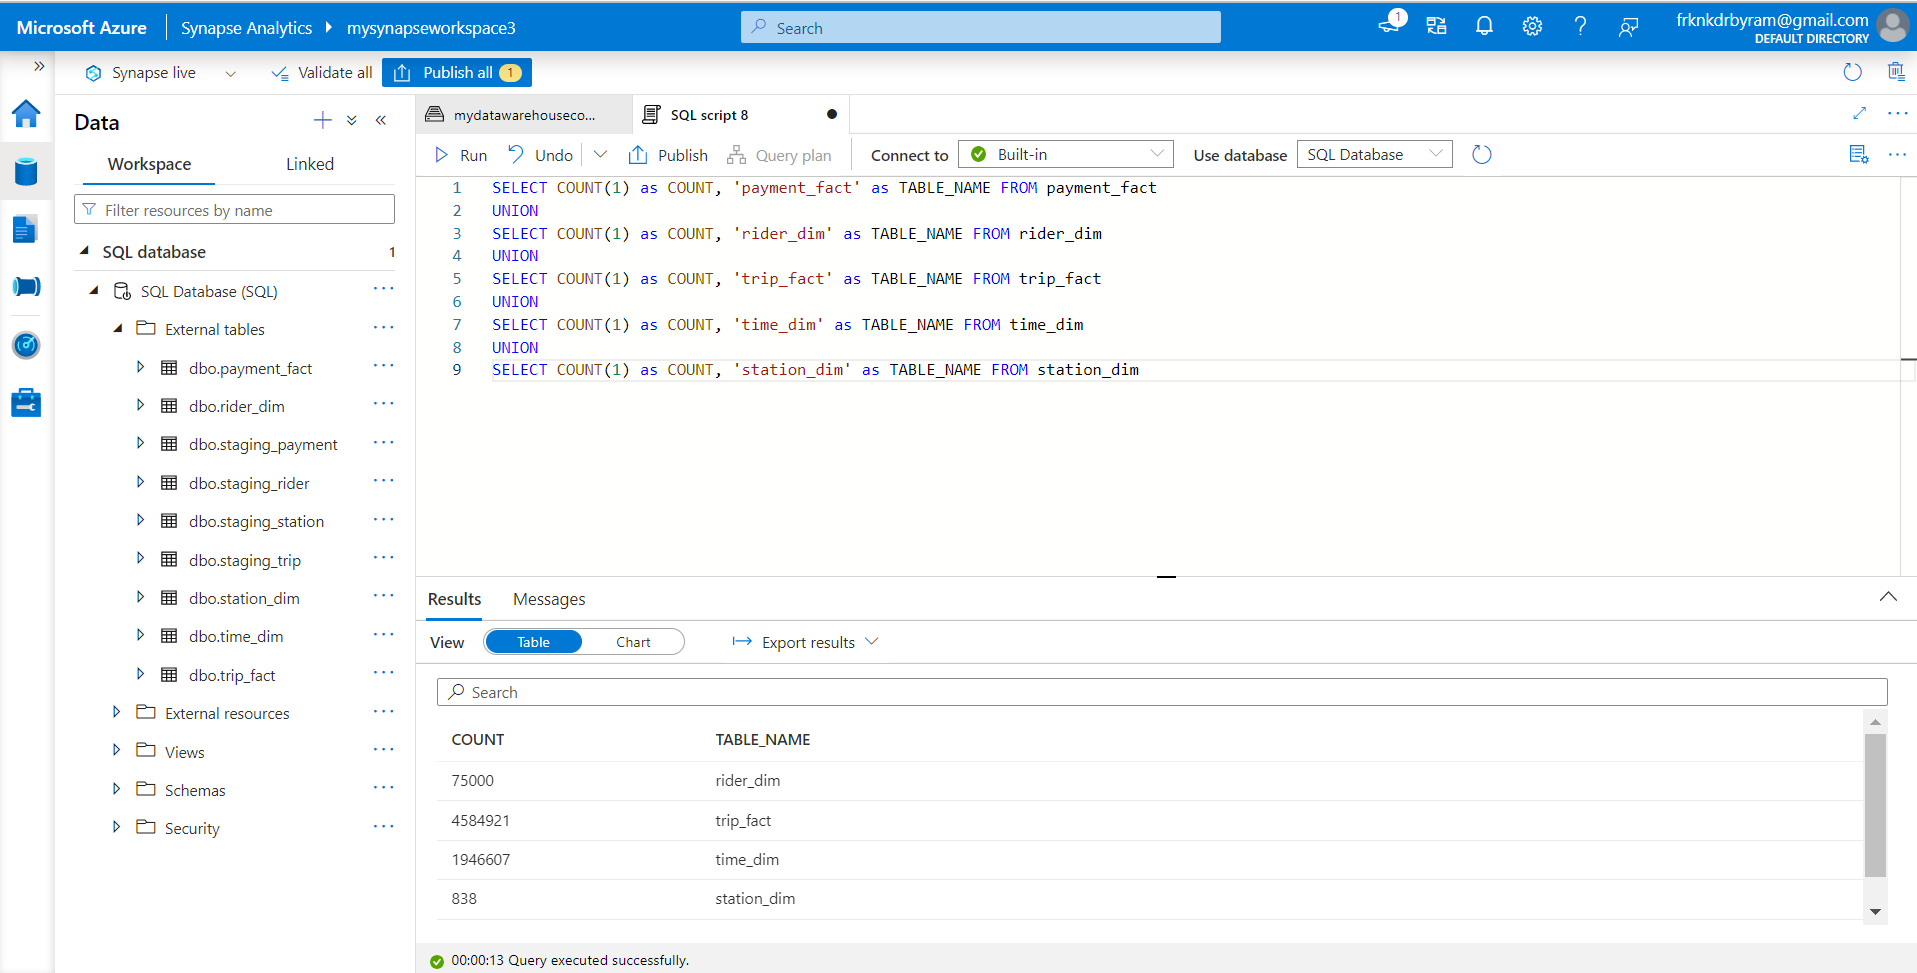 Microsoft Azure
Synapse Analytics
mysynapseworkspace3
Search
1
frknkdrbyram@gmail.com
DEFAULT DIRECTORY
Synapse live
Validate all
Publish all 1
Data
Workspace
Linked
Filter resources by name
SQL database 1
SQL Database (SQL)
External tables
dbo.payment_fact
dbo.rider_dim
dbo.staging_payment
dbo.staging_rider
dbo.staging_station
dbo.staging_trip
dbo.station_dim
dbo.time_dim
dbo.trip_fact
External resources
Views
Schemas
Security
mydatawarehouseco...
SQL script 8
Run
Undo
Publish
Query plan
Connect to
Built-in
Use database
SQL Database
1 SELECT COUNT(1) as COUNT, 'payment_fact' as TABLE_NAME FROM payment_fact
2 UNION
3 SELECT COUNT(1) as COUNT, 'rider_dim' as TABLE_NAME FROM rider_dim
4 UNION
5 SELECT COUNT(1) as COUNT, 'trip_fact' as TABLE_NAME FROM trip_fact
6 UNION
7 SELECT COUNT(1) as COUNT, 'time_dim' as TABLE_NAME FROM time_dim
8 UNION
9 SELECT COUNT(1) as COUNT, 'station_dim' as TABLE_NAME FROM station_dim
Results
Messages
View
Table
Chart
Export results
Search
COUNT TABLE_NAME
75000 rider_dim
4584921 trip_fact
1946607 time_dim
838 station_dim
00:00:13 Query executed successfully.